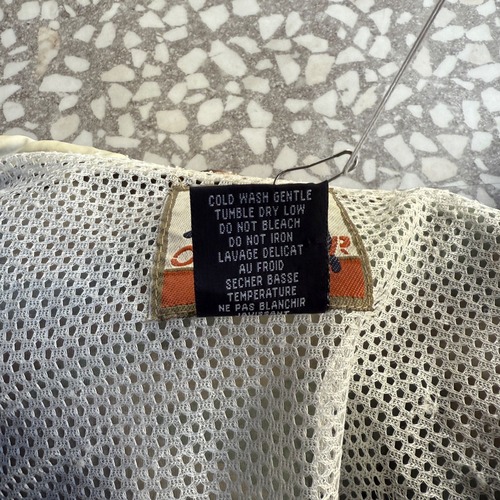 COLD WASH GENTLE
TUMBLE DRY LOW
DO NOT BLEACH
DO NOT IRON
LAVAGE DELICAT
AU FROID
SECHER BASSE
TEMPERATURE
NE PAS BLANCHIR